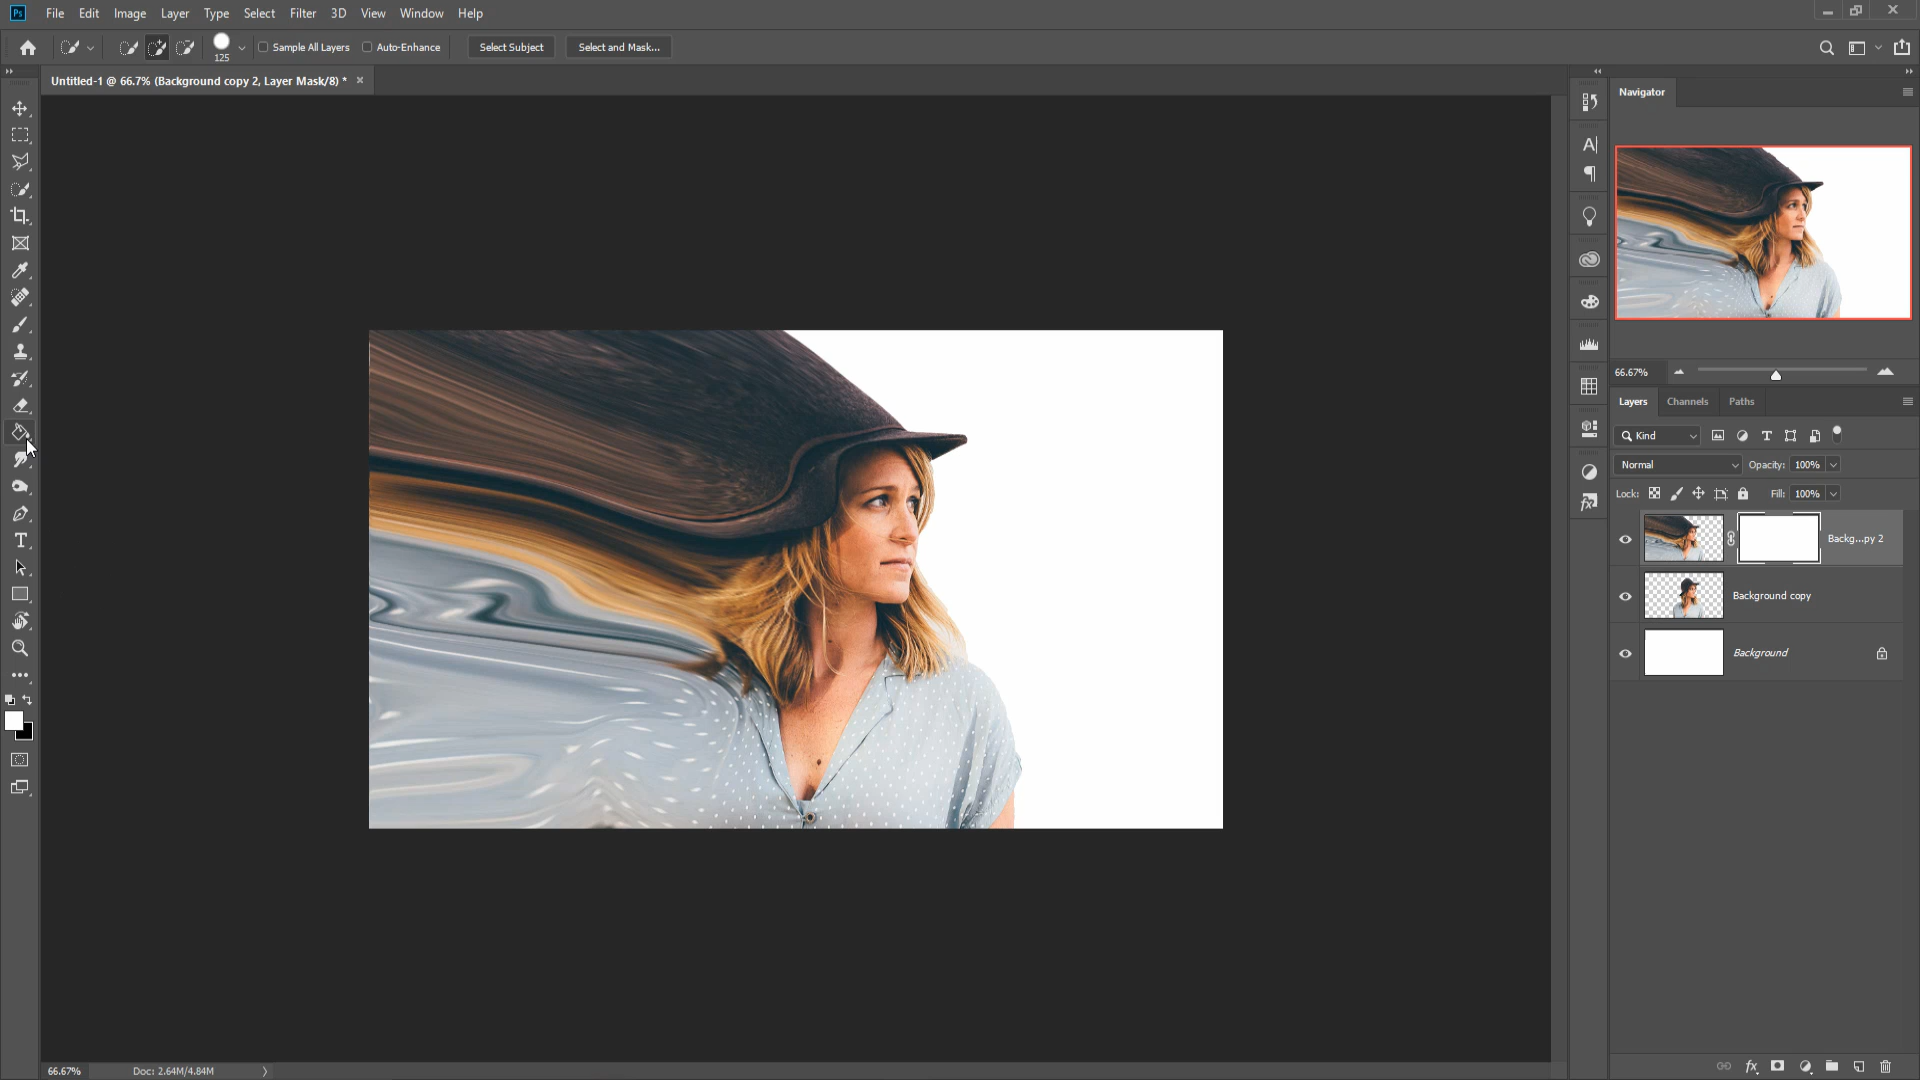 Ps File Edit Image Layer Type Select Filter 3D View Window Help
125 Sample All Layers Auto-Enhance Select Subject Select and Mask...
Untitled-1 @ 66.7% (Background copy 2, Layer Mask/8) * ×
Navigator
66.67%
Layers Channels Paths
Kind
Normal Opacity: 100%
Lock: Fill: 100%
Backg...py 2
Background copy
Background
66.67% Doc: 2.64M/4.84M